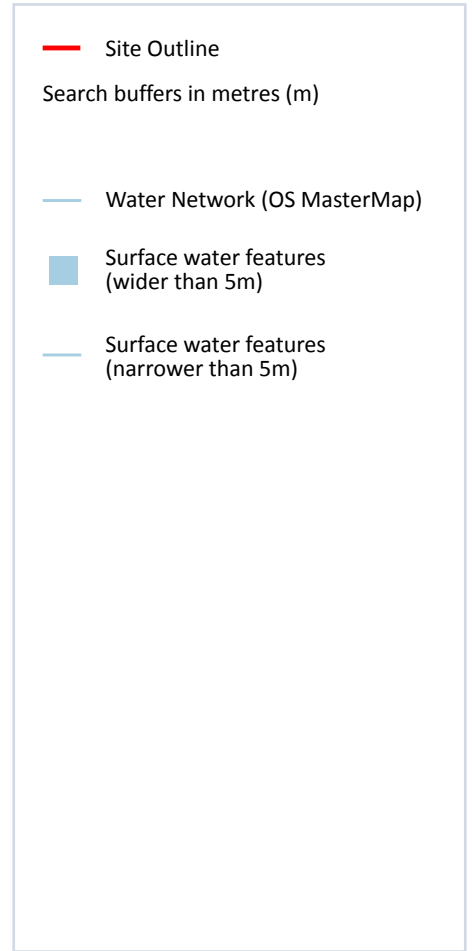 Site Outline
Search buffers in metres (m)
Water Network (OS MasterMap)
Surface water features
(wider than 5m)
Surface water features
(narrower than 5m)